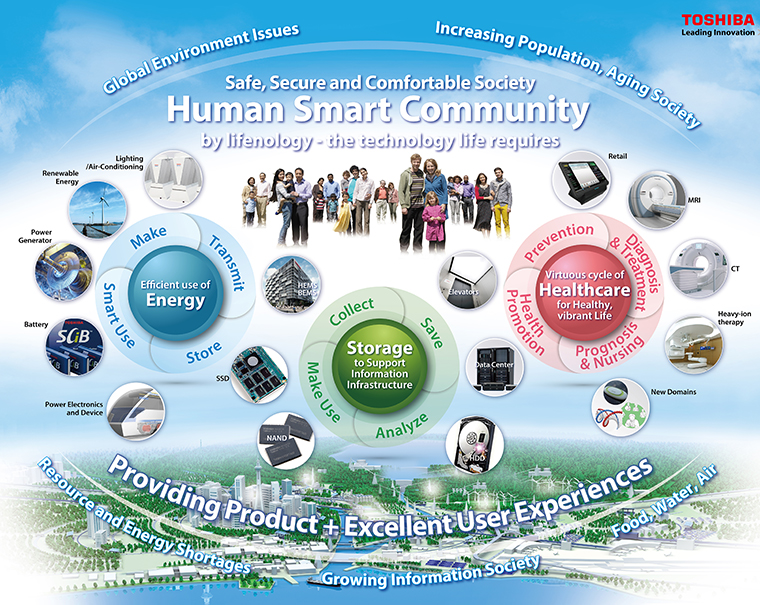 TOSHIBA
Leading Innovation
Global Environment Issues
Increasing Population, Aging Society
Safe, Secure and Comfortable Society
Human Smart Community
by lifenology - the technology life requires
Lighting
/Air-Conditioning
Renewable
Energy
Power
Generator
Battery
SCiB
Power Electronics
and Device
Make
Transmit
Store
Smart Use
Efficient use of
Energy
HEMS
BEMS
SSD
NAND
Collect
Save
Analyze
Make Use
Storage
to Support
Information
Infrastructure
Elevators
Data Center
HDD
Prevention
Diagnosis
& Treatment
Prognosis
& Nursing
Health
Promotion
Virtuous cycle of
Healthcare
for Healthy,
vibrant Life
Retail
MRI
CT
Heavy-ion
therapy
New Domains
Providing Product + Excellent User Experiences
Resource and Energy Shortages
Growing Information Society
Food, Water, Air